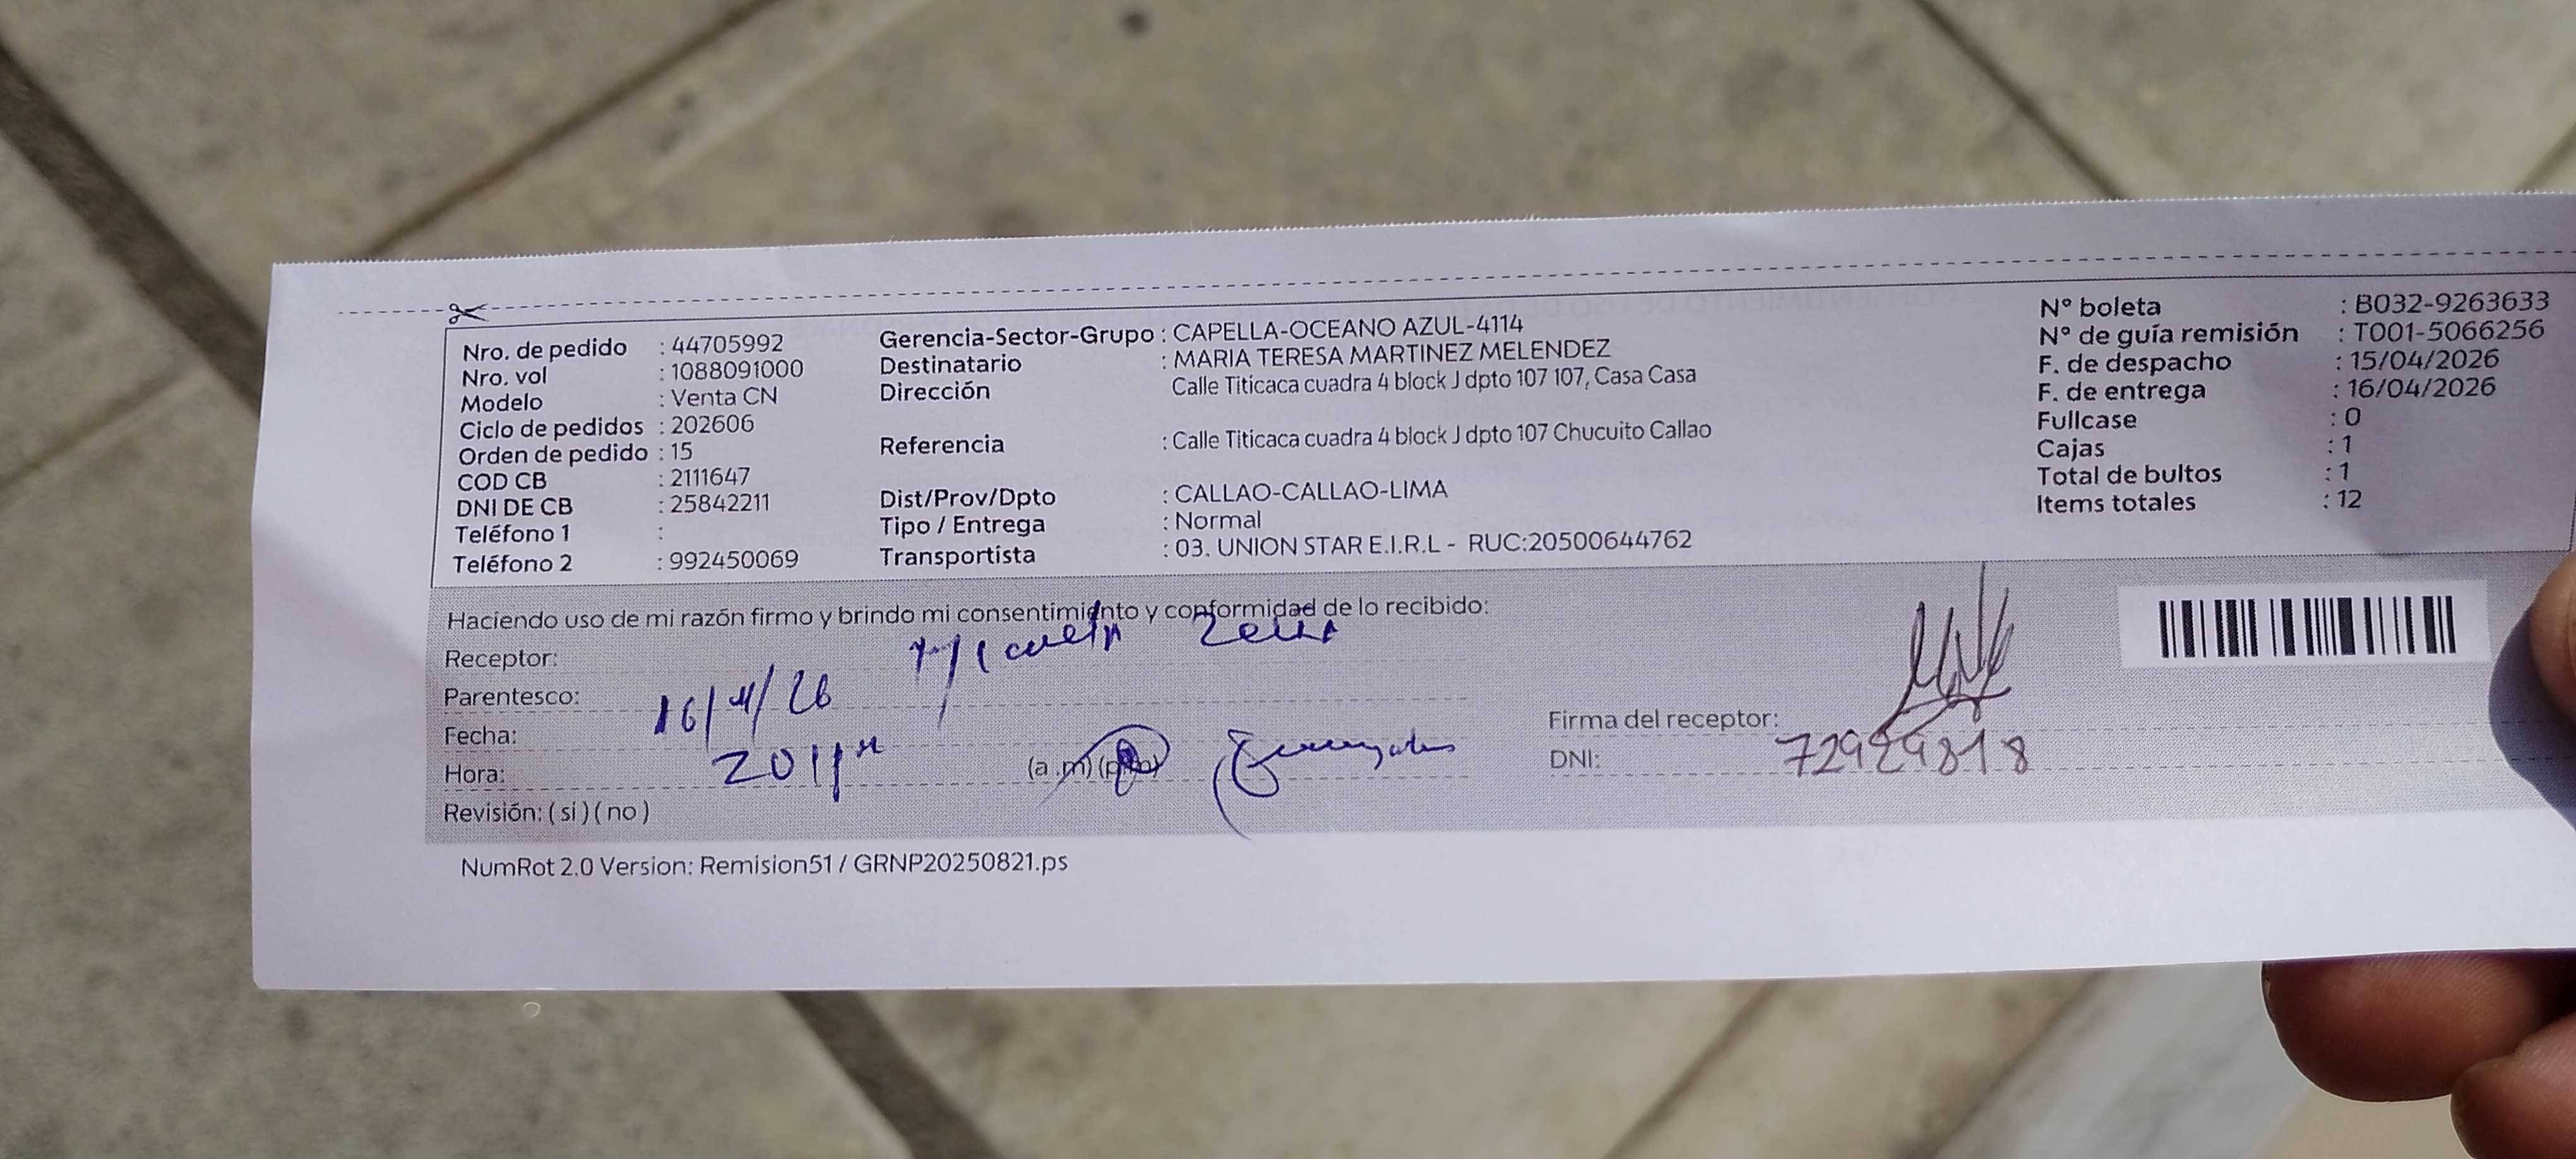 Nro. de pedido : 44705992
Nro. vol : 1088091000
Modelo : Venta CN
Ciclo de pedidos : 202606
Orden de pedido : 15
COD CB : 2111647
DNI DE CB : 25842211
Teléfono 1 :
Teléfono 2 : 992450069
Gerencia-Sector-Grupo : CAPELLA-OCEANO AZUL-4114
Destinatario : MARIA TERESA MARTINEZ MELENDEZ
Dirección Calle Titicaca cuadra 4 block J dpto 107 107, Casa Casa
Referencia : Calle Titicaca cuadra 4 block J dpto 107 Chucuito Callao
Dist/Prov/Dpto : CALLAO-CALLAO-LIMA
Tipo / Entrega : Normal
Transportista : 03. UNION STAR E.I.R.L - RUC:20500644762
N° boleta : B032-9263633
N° de guía remisión : T001-5066256
F. de despacho : 15/04/2026
F. de entrega : 16/04/2026
Fullcase : 0
Cajas : 1
Total de bultos : 1
Items totales : 12
Haciendo uso de mi razón firmo y brindo mi consentimiento y conformidad de lo recibido:
Receptor:
Parentesco:
Fecha: 16/4/26
Hora: (a.m) (p.m)
Revisión: ( si ) ( no )
Firma del receptor:
DNI: 72929818
NumRot 2.0 Version: Remision51 / GRNP20250821.ps